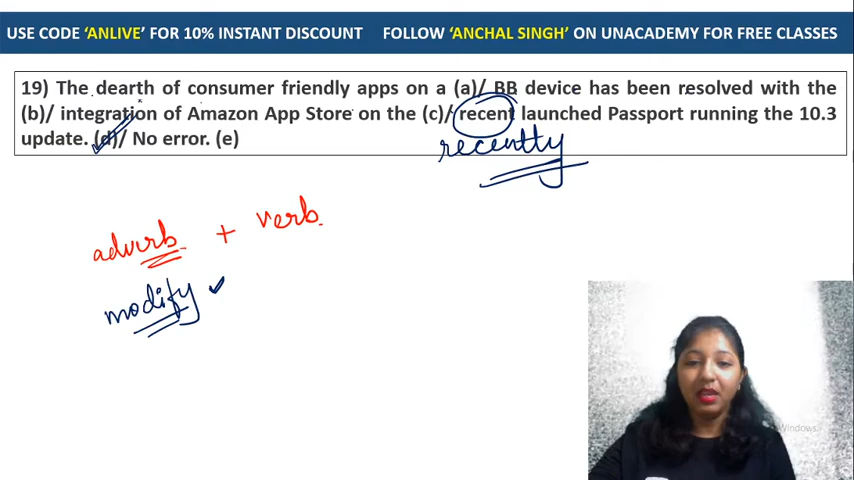 USE CODE ‘ANLIVE’ FOR 10% INSTANT DISCOUNT FOLLOW ‘ANCHAL SINGH’ ON UNACADEMY FOR FREE CLASSES
19) The dearth of consumer friendly apps on a (a)/ BB device has been resolved with the
(b)/ integration of Amazon App Store on the (c)/ recent launched Passport running the 10.3
update. (d)/ No error. (e)
recently
adverb + verb
modify
Windows.